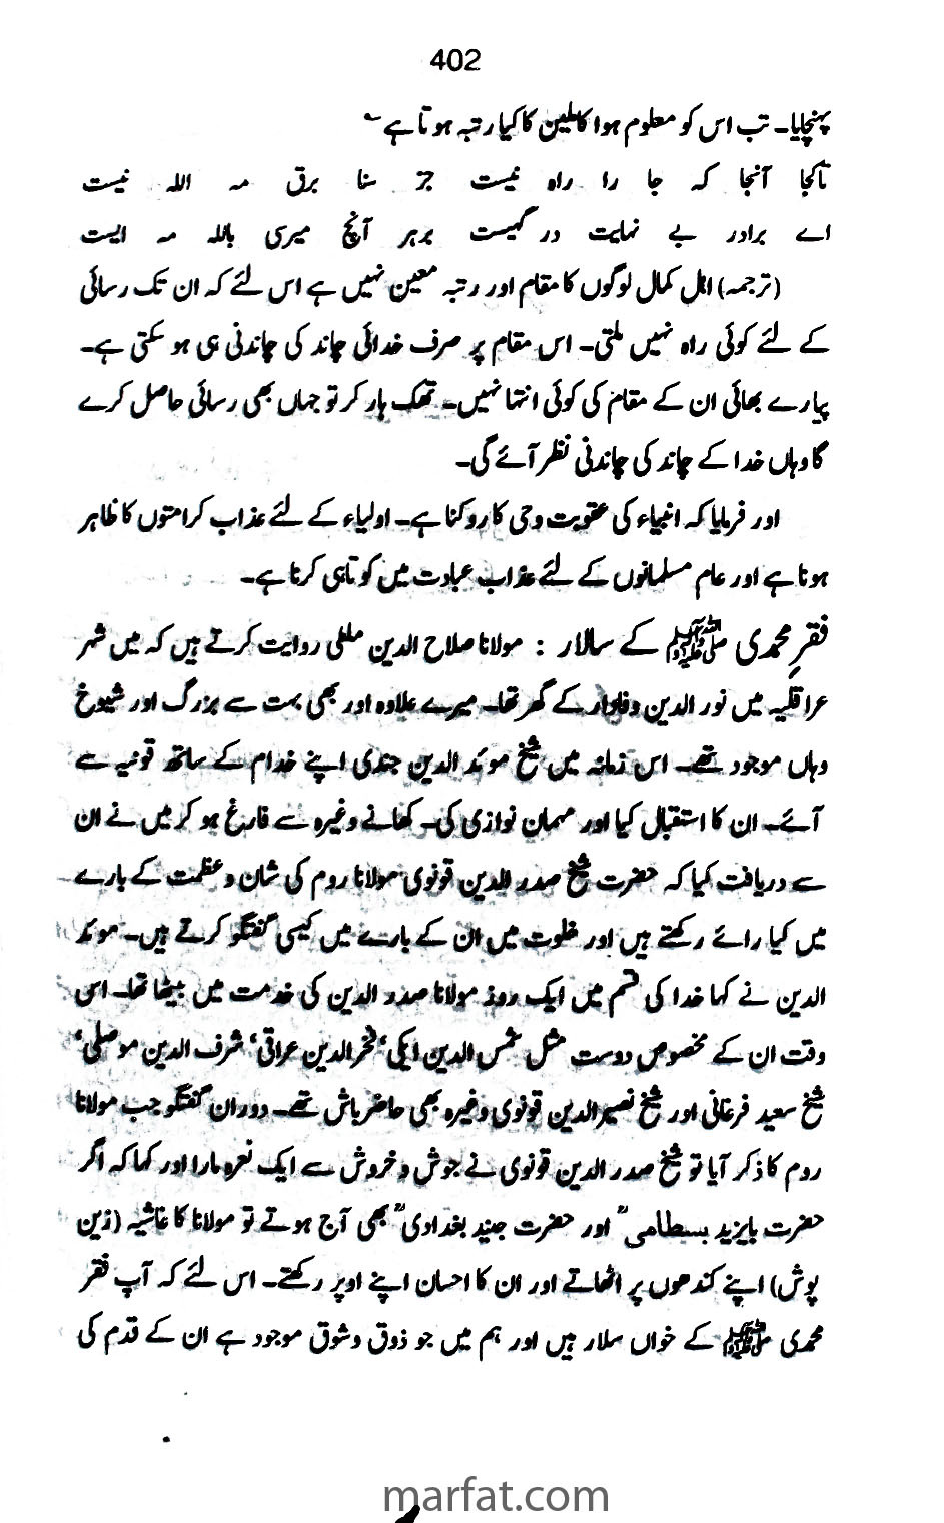 402
پہنچایا۔ تب اس کو معلوم ہوا کاملین کا کیا رتبہ ہوتا ہے ؎
تاکجا آنجا کہ جا را راہ نیست جز سنا برق مہ اللہ نیست
اے برادر بے نہایت در گہیست برہر آنچ میری باللہ مہ ایست
(ترجمہ) اہل کمال لوگوں کا مقام اور رتبہ معین نہیں ہے اس لئے کہ ان تک رسائی
کے لئے کوئی راہ نہیں ملتی۔ اس مقام پر صرف خدائی چاند کی چاندنی ہی ہو سکتی ہے۔
پیارے بھائی ان کے مقام کی کوئی انتہا نہیں۔ تھک ہار کر تو جہاں بھی رسائی حاصل کرے
گا وہاں خدا کے چاند کی چاندنی نظر آئے گی۔
اور فرمایا کہ انبیاء کی عقوبت وحی کا روکنا ہے۔ اولیاء کے لئے عذاب کرامتوں کا ظاہر
ہونا ہے اور عام مسلمانوں کے لئے عذاب عبادت میں کوتاہی کرنا ہے۔
فقرِ محمدی ﷺ کے سالار : مولانا صلاح الدین ملطی روایت کرتے ہیں کہ میں شہر
عراقلیہ میں نور الدین وفادار کے گھر تھا۔ میرے علاوہ اور بھی بہت سے بزرگ اور شیوخ
وہاں موجود تھے۔ اس زمانہ میں شیخ موئد الدین جندی اپنے خدام کے ساتھ قونیہ سے
آئے۔ ان کا استقبال کیا اور مہمان نوازی کی۔ کھانے وغیرہ سے فارغ ہو کر میں نے ان
سے دریافت کیا کہ حضرت شیخ صدر الدین قونوی مولانا روم کی شان و عظمت کے بارے
میں کیا رائے رکھتے ہیں اور خلوت میں ان کے بارے میں کیسی گفتگو کرتے ہیں۔ موئد
الدین نے کہا خدا کی قسم میں ایک روز مولانا صدر الدین کی خدمت میں بیٹھا تھا۔ اس
وقت ان کے مخصوص دوست مثل شمس الدین ایکی، فخر الدین عراقی، شرف الدین موصلی،
شیخ سعید فرغانی اور شیخ نصیر الدین قونوی وغیرہ بھی حاضر باش تھے۔ دوران گفتگو جب مولانا
روم کا ذکر آیا تو شیخ صدر الدین قونوی نے جوش و خروش سے ایک نعرہ مارا اور کہا کہ اگر
حضرت بایزید بسطامیؒ اور حضرت جنید بغدادیؒ بھی آج ہوتے تو مولانا کا غاشیہ (زین
پوش) اپنے کندھوں پر اٹھاتے اور ان کا احسان اپنے اوپر رکھتے۔ اس لئے کہ آپ فقر
محمدی ﷺ کے خواں سالار ہیں اور ہم میں جو ذوق و شوق موجود ہے ان کے قدم کی
marfat.com